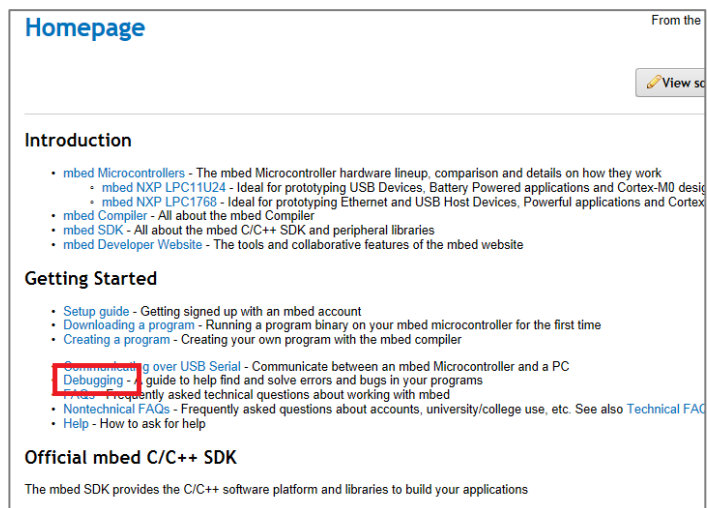 Homepage
From the
View sc
Introduction
• mbed Microcontrollers - The mbed Microcontroller hardware lineup, comparison and details on how they work
◦ mbed NXP LPC11U24 - Ideal for prototyping USB Devices, Battery Powered applications and Cortex-M0 desig
◦ mbed NXP LPC1768 - Ideal for prototyping Ethernet and USB Host Devices, Powerful applications and Cortex
• mbed Compiler - All about the mbed Compiler
• mbed SDK - All about the mbed C/C++ SDK and peripheral libraries
• mbed Developer Website - The tools and collaborative features of the mbed website
Getting Started
• Setup guide - Getting signed up with an mbed account
• Downloading a program - Running a program binary on your mbed microcontroller for the first time
• Creating a program - Creating your own program with the mbed compiler
• Communicating over USB Serial - Communicate between an mbed Microcontroller and a PC
• Debugging - A guide to help find and solve errors and bugs in your programs
• FAQs - Frequently asked technical questions about working with mbed
• Nontechnical FAQs - Frequently asked questions about accounts, university/college use, etc. See also Technical FAQ
• Help - How to ask for help
Official mbed C/C++ SDK
The mbed SDK provides the C/C++ software platform and libraries to build your applications